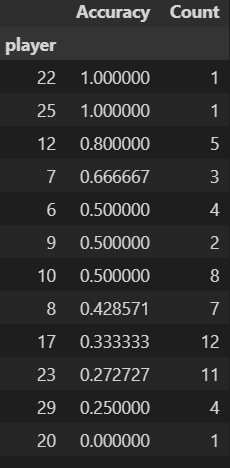 Accuracy Count
player
22 1.000000 1
25 1.000000 1
12 0.800000 5
7 0.666667 3
6 0.500000 4
9 0.500000 2
10 0.500000 8
8 0.428571 7
17 0.333333 12
23 0.272727 11
29 0.250000 4
20 0.000000 1